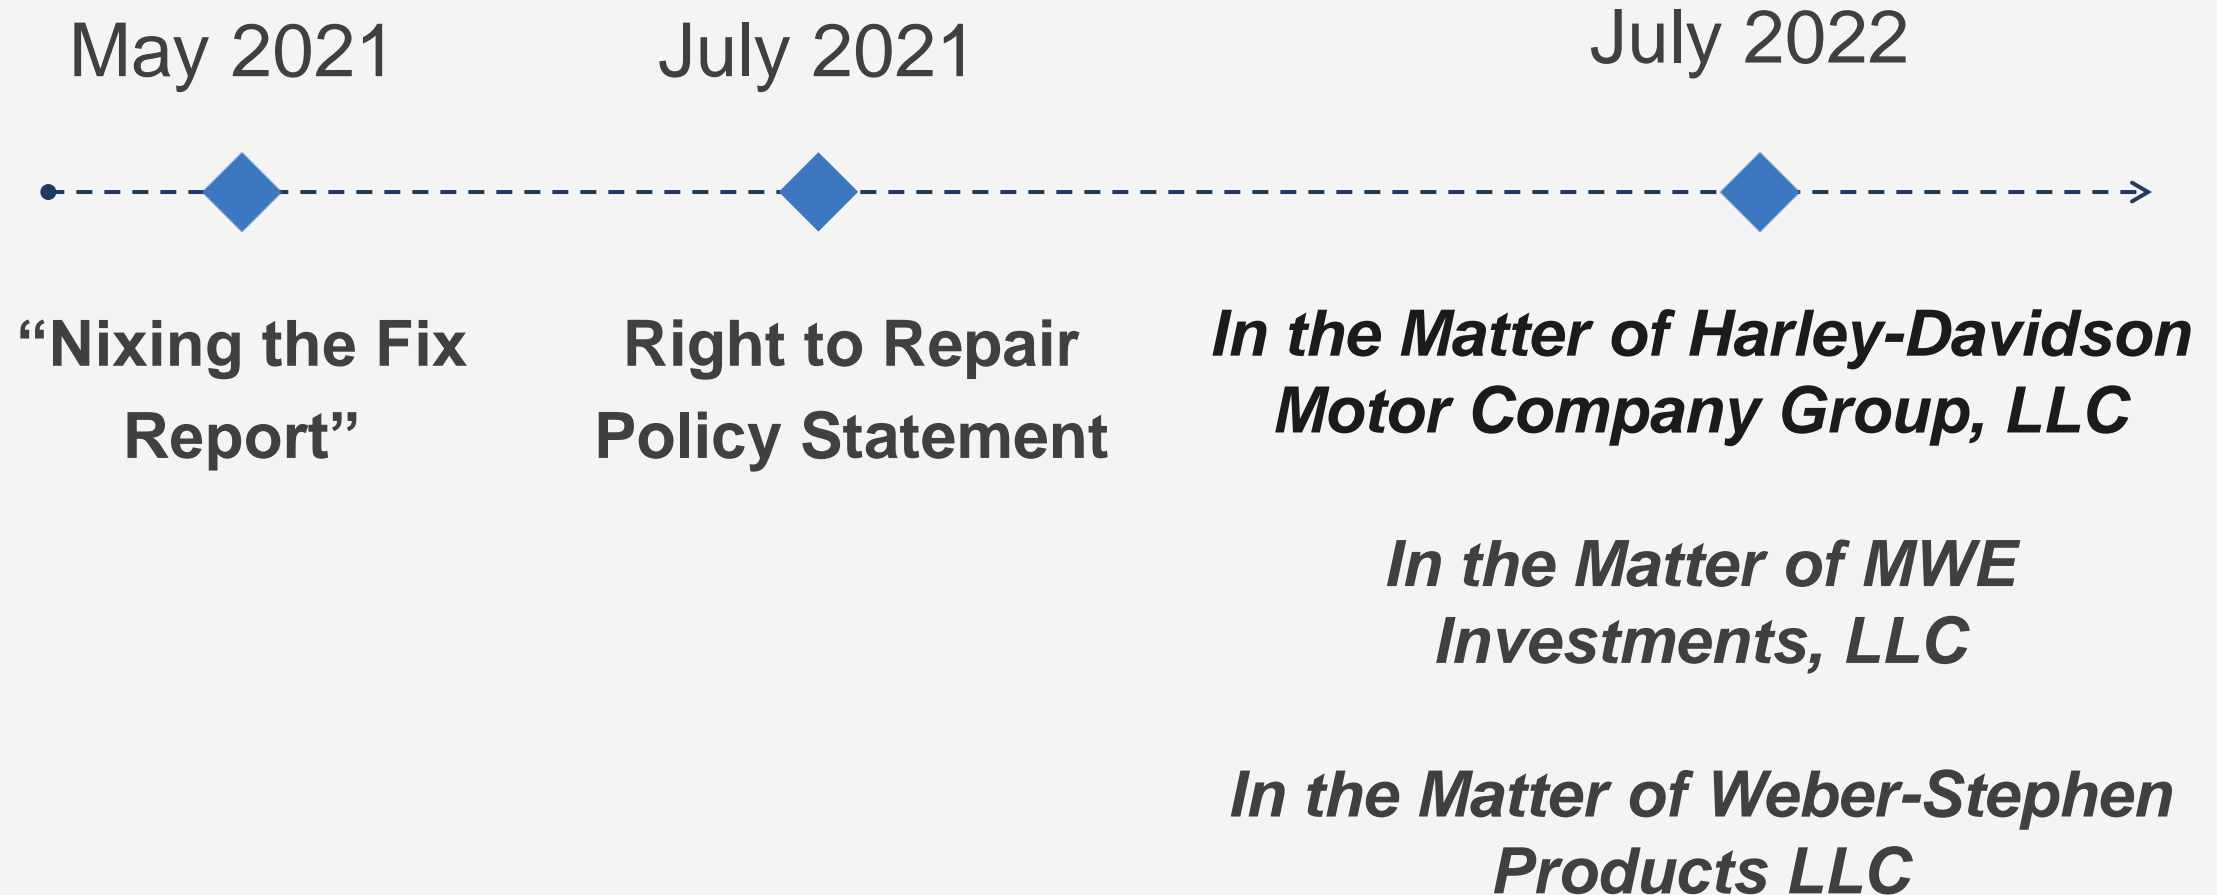 May 2021
July 2021
July 2022
“Nixing the Fix
Report”
Right to Repair
Policy Statement
In the Matter of Harley-Davidson
Motor Company Group, LLC
In the Matter of MWE
Investments, LLC
In the Matter of Weber-Stephen
Products LLC